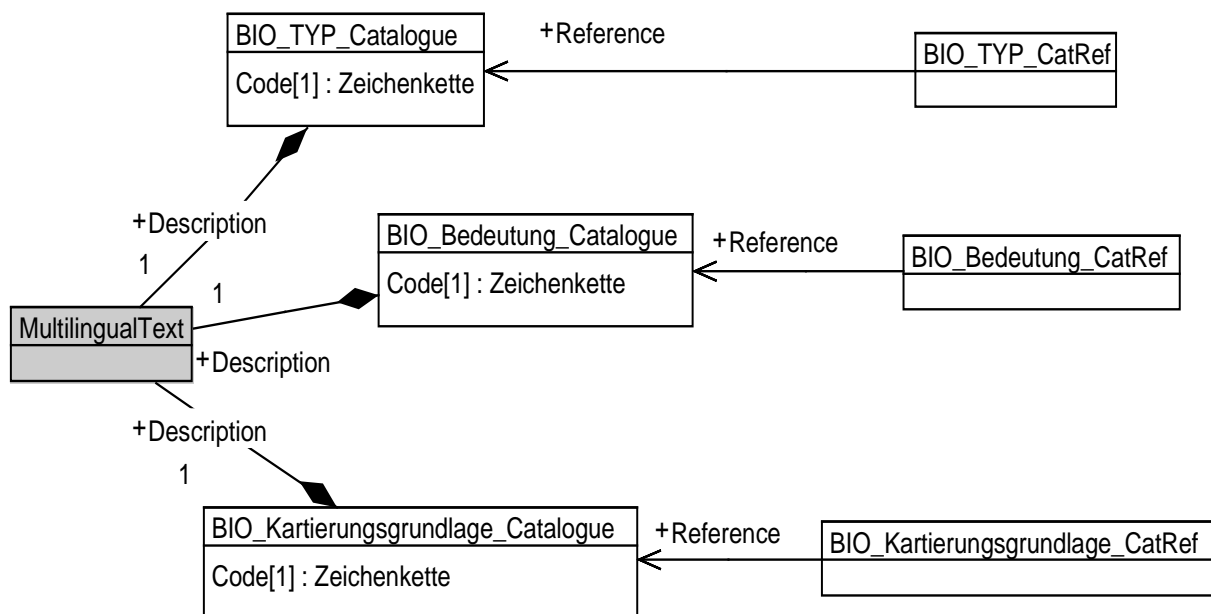 BIO_TYP_Catalogue
Code[1] : Zeichenkette
+Reference
BIO_TYP_CatRef
+Description
1
BIO_Bedeutung_Catalogue
Code[1] : Zeichenkette
+Reference
BIO_Bedeutung_CatRef
1
MultilingualText
+Description
+Description
1
BIO_Kartierungsgrundlage_Catalogue
Code[1] : Zeichenkette
+Reference
BIO_Kartierungsgrundlage_CatRef